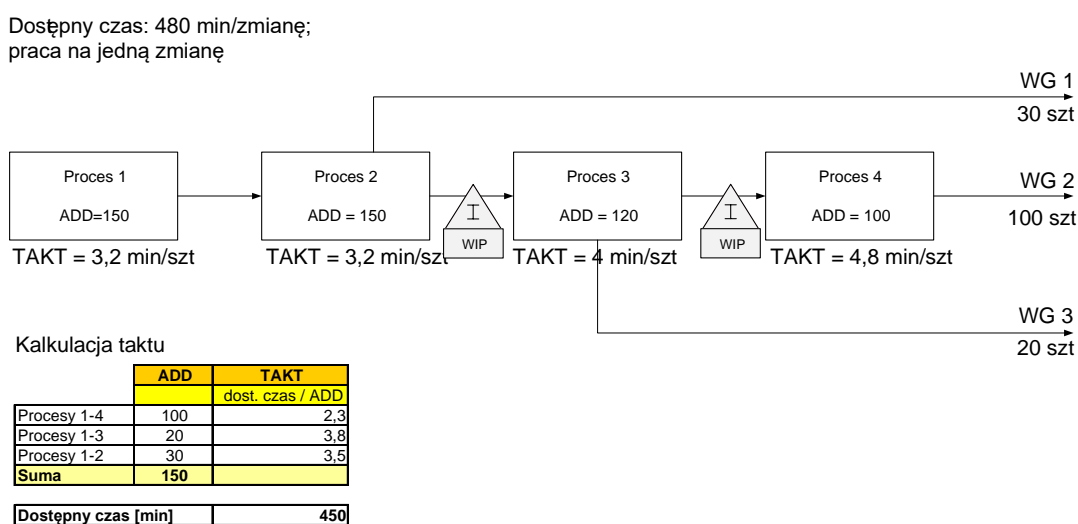 Dostępny czas: 480 min/zmianę;
praca na jedną zmianę
WG 1
30 szt
Proces 1
ADD=150
TAKT = 3,2 min/szt
Proces 2
ADD = 150
TAKT = 3,2 min/szt
I
WIP
Proces 3
ADD = 120
TAKT = 4 min/szt
I
WIP
Proces 4
ADD = 100
TAKT = 4,8 min/szt
WG 2
100 szt
WG 3
20 szt
Kalkulacja taktu
ADD TAKT
dost. czas / ADD
Procesy 1-4 100 2,3
Procesy 1-3 20 3,8
Procesy 1-2 30 3,5
Suma 150
Dostępny czas [min] 450